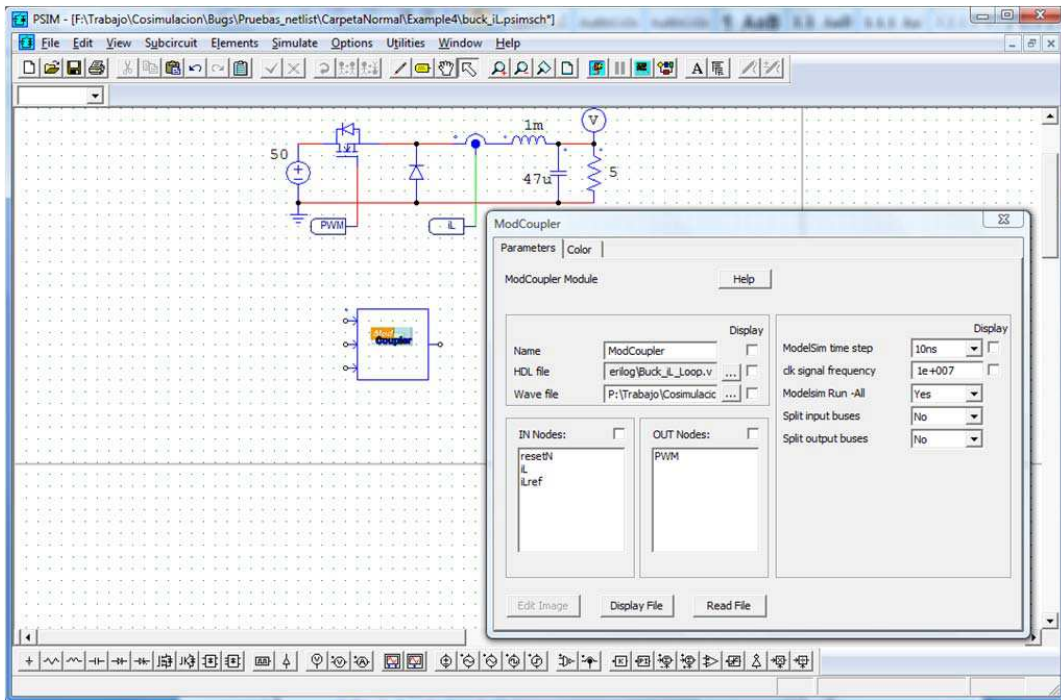 PSIM - [F:\Trabajo\Cosimulacion\Bugs\Pruebas_netlist\CarpetaNormal\Example4\buck_iL.psimsch*]
File Edit View Subcircuit Elements Simulate Options Utilities Window Help
1m
V
50
47u
5
PWM
iL
ModCoupler
Parameters Color
ModCoupler Module
Help
Display
Name ModCoupler
HDL file erilog\Buck_iL_Loop.v ...
Wave file P:\Trabajo\Cosimulacic ...
IN Nodes:
resetN
iL
iLref
OUT Nodes:
PWM
Display
ModelSim time step 10ns
clk signal frequency 1e+007
Modelsim Run -All Yes
Split input buses No
Split output buses No
Edit Image Display File Read File
Coupler